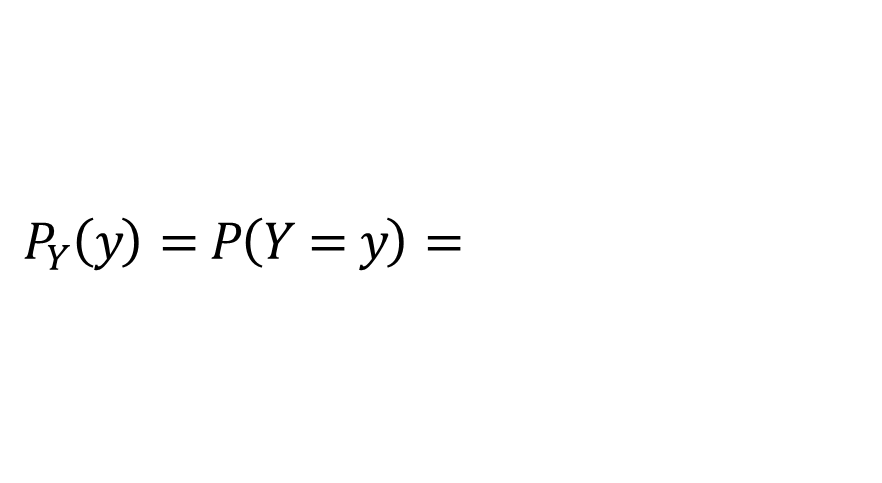 P_Y(y) = P(Y = y) =